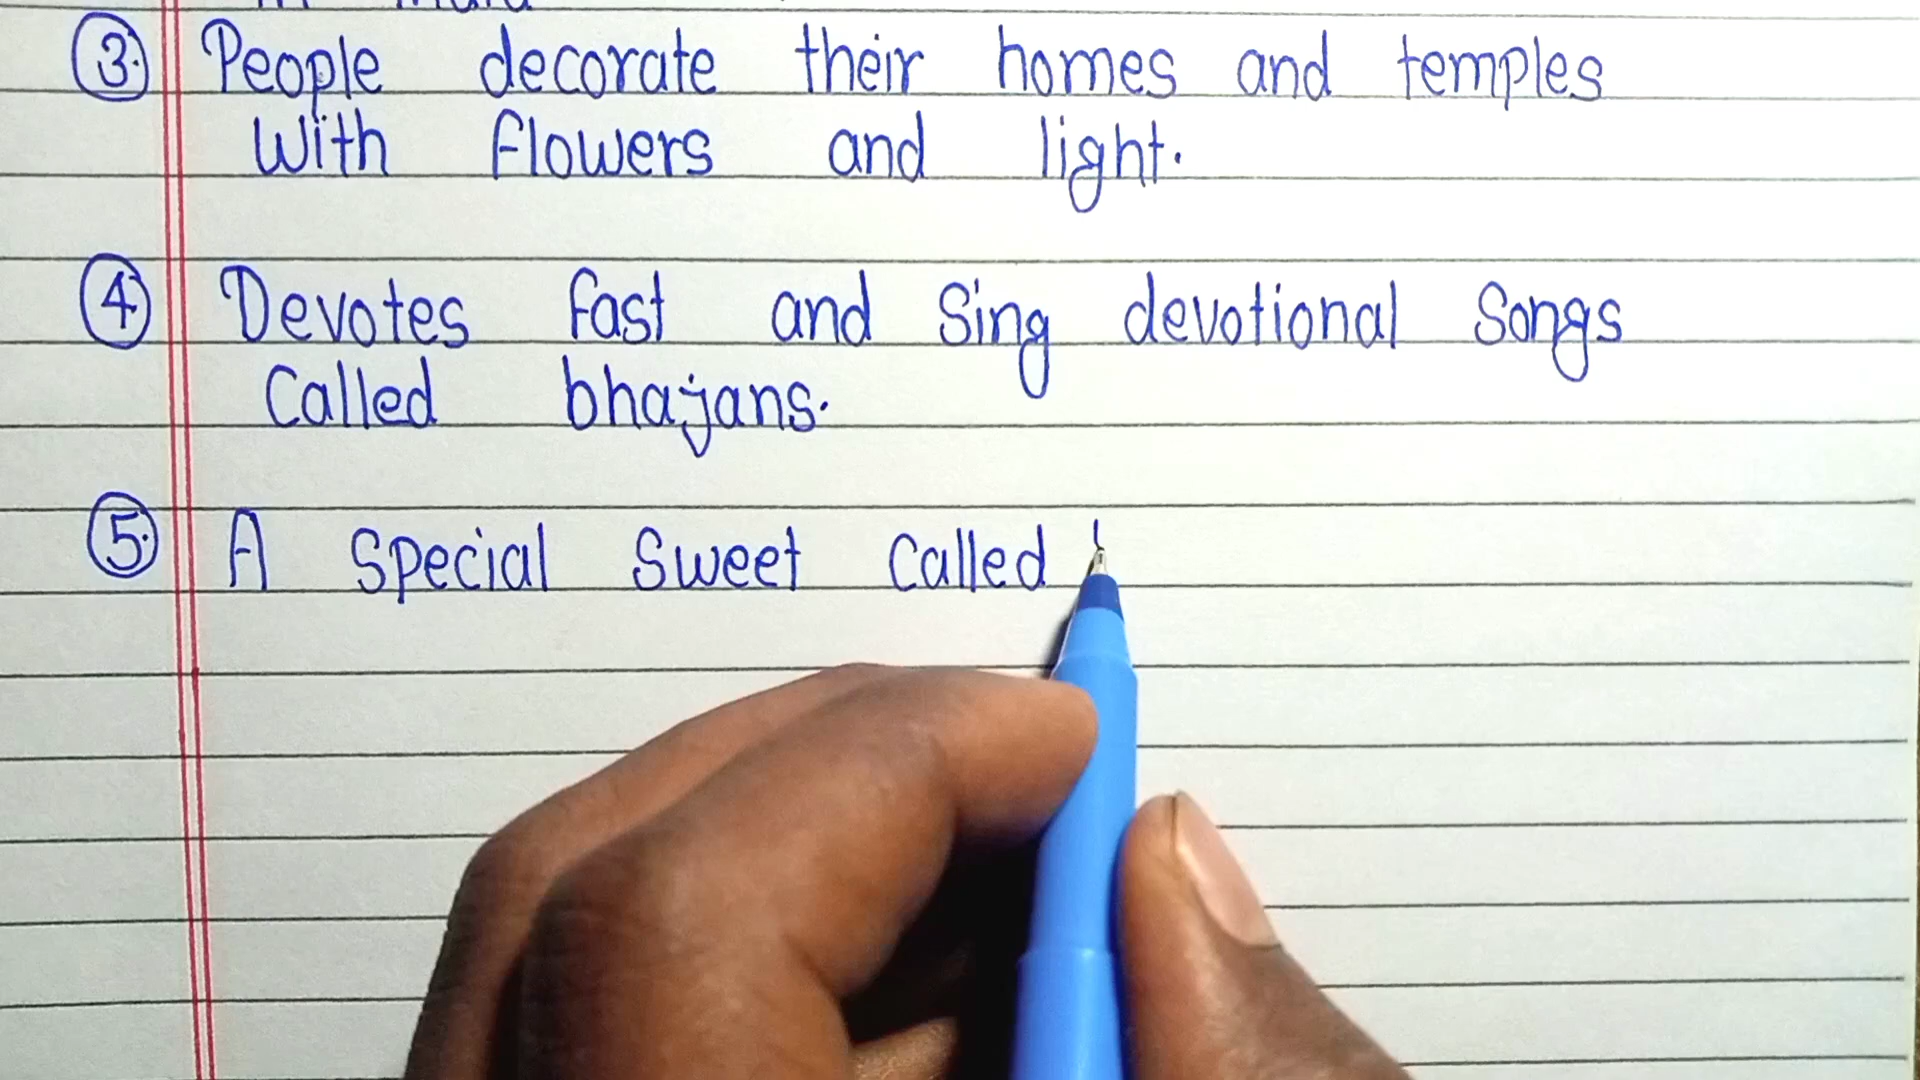 3. People decorate their homes and temples
With flowers and light.
4. Devotes fast and Sing devotional Songs
Called bhajans.
5. A Special Sweet Called